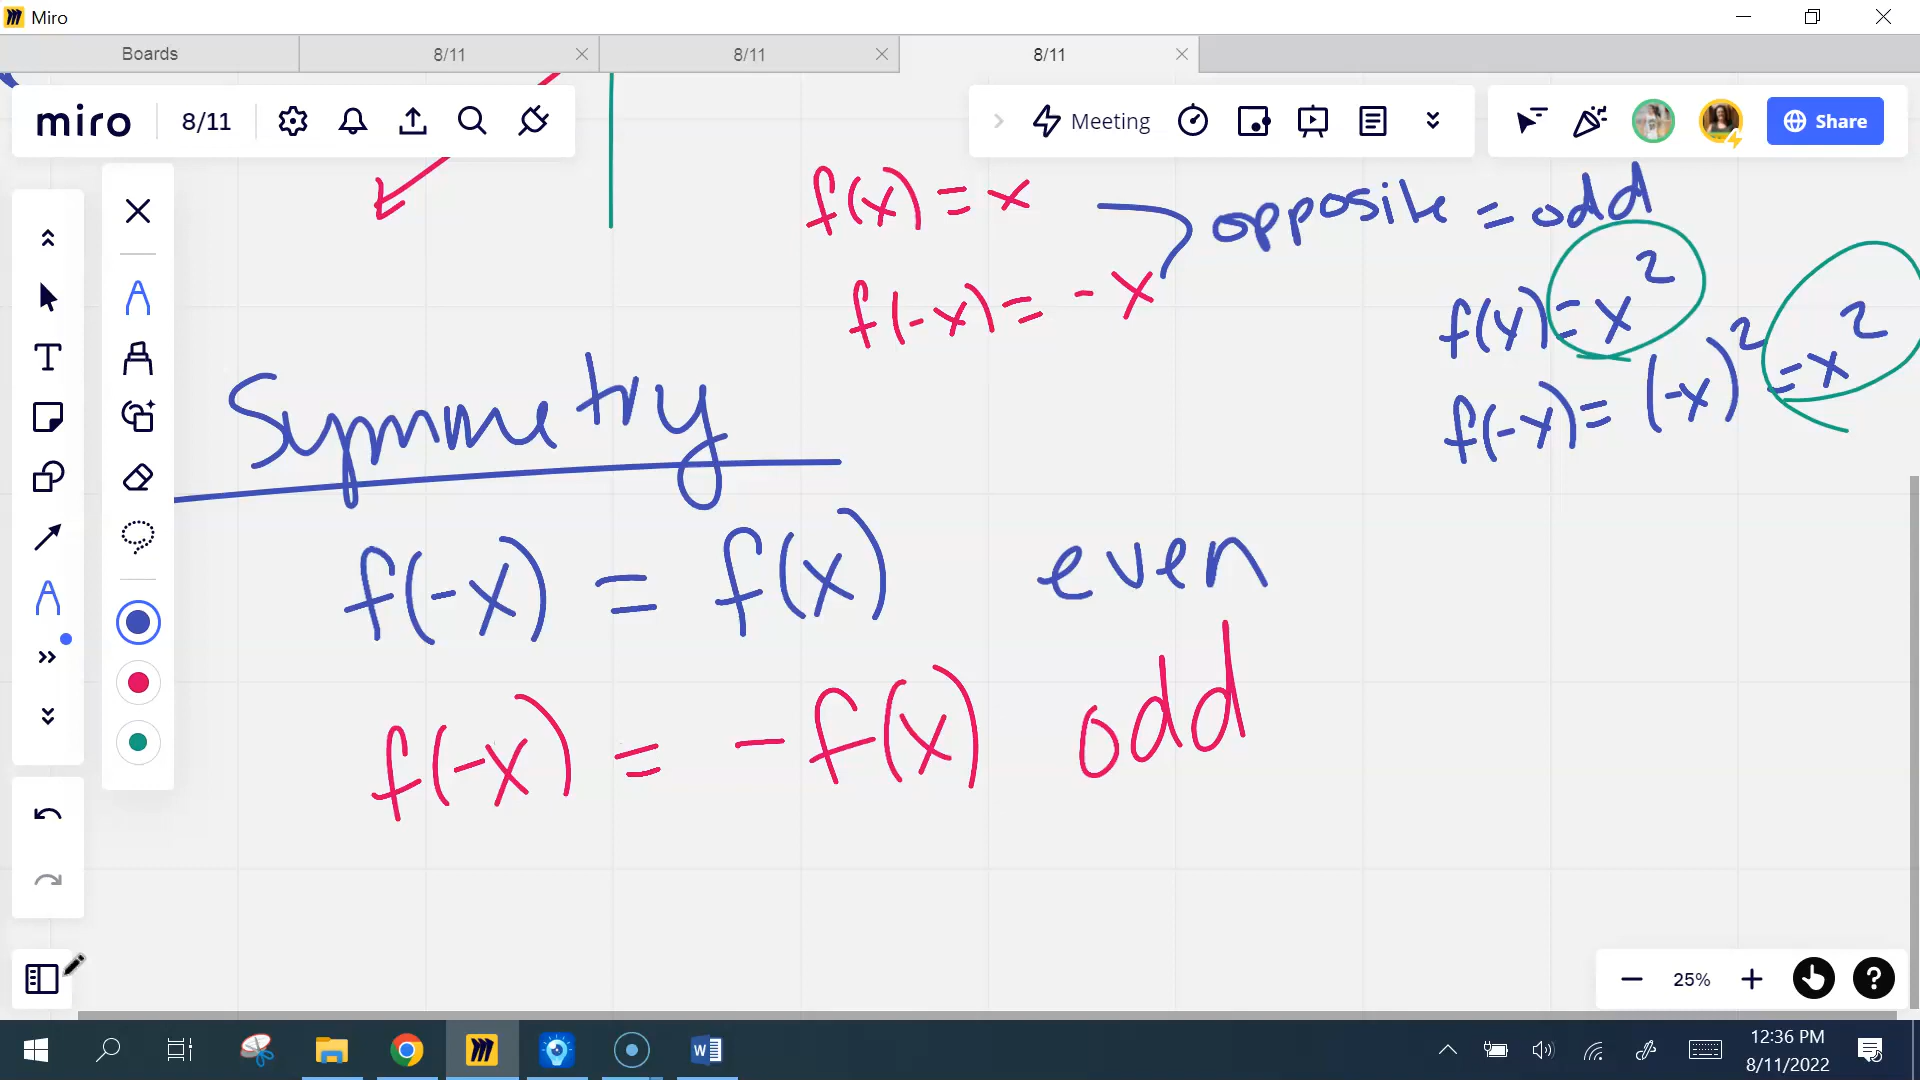 Miro
Boards
8/11
8/11
8/11
miro
8/11
Meeting
Share
f(x) = x
opposite = odd
f(-x) = -x
f(x) = x²
f(-x) = (-x)² = x²
Symmetry
f(-x) = f(x) even
f(-x) = -f(x) odd
25%
12:36 PM
8/11/2022